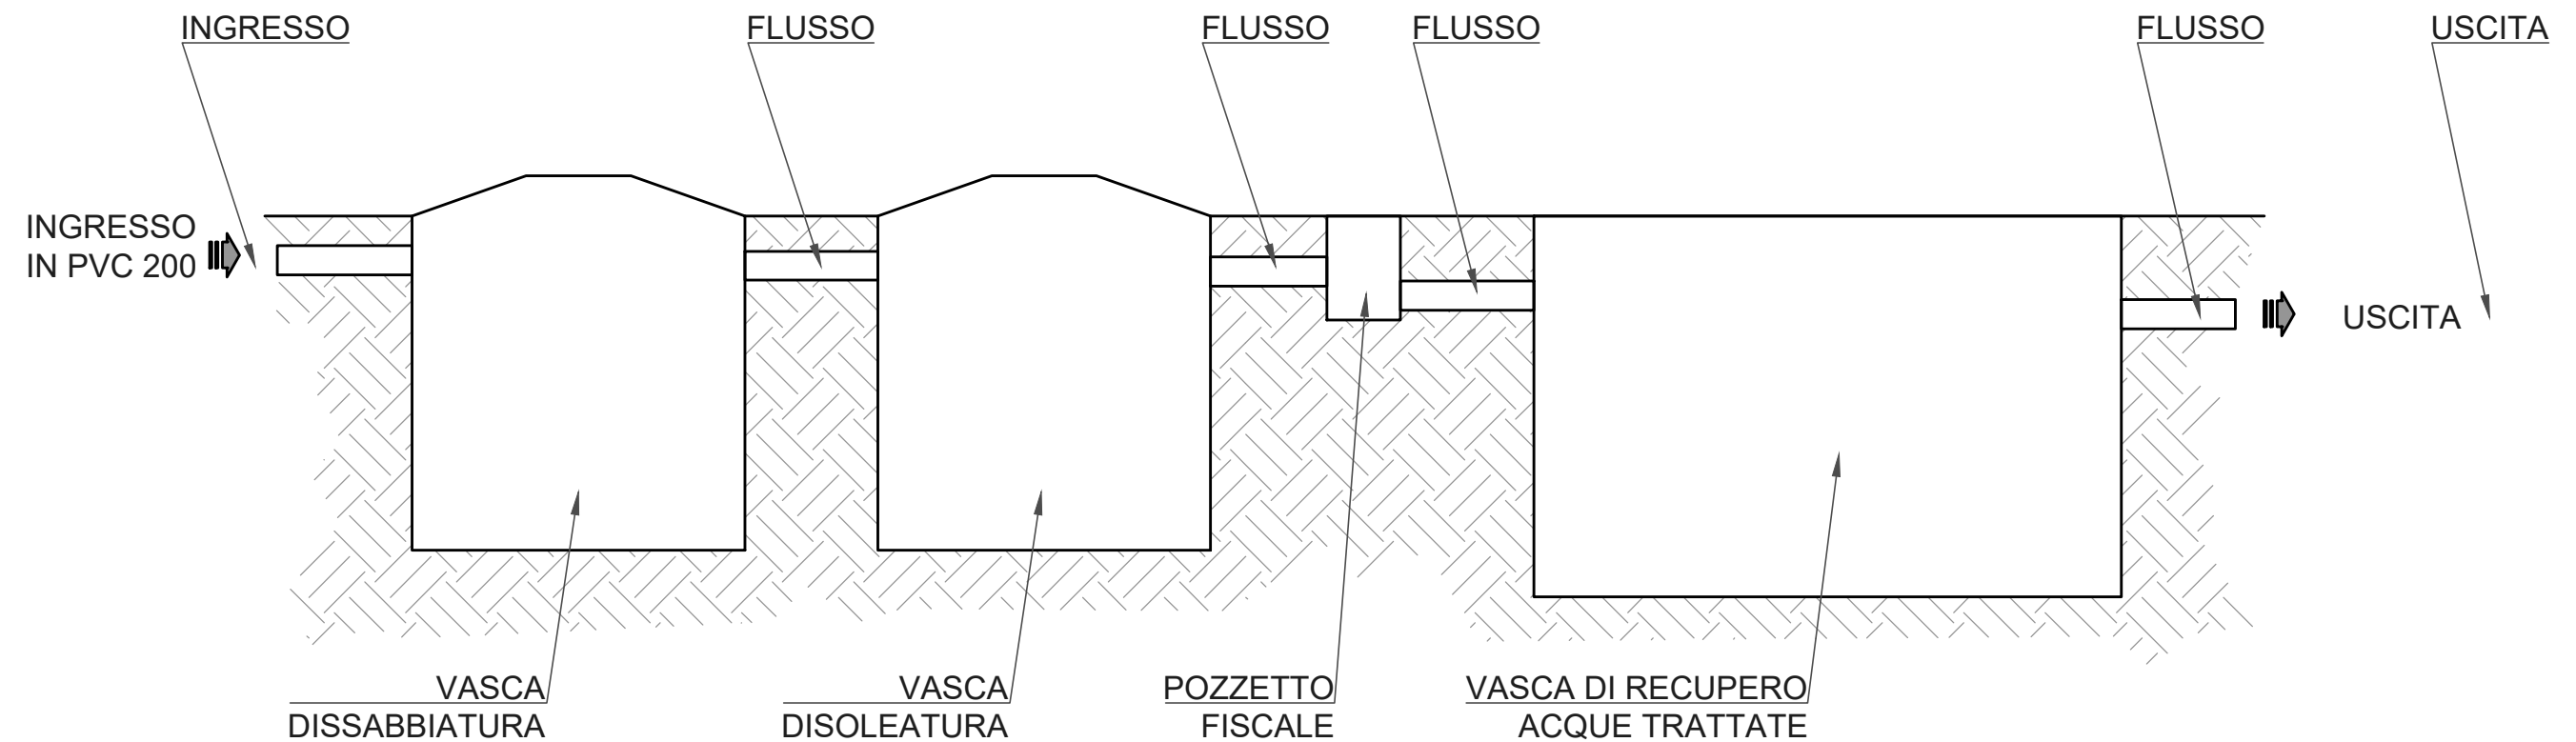 INGRESSO
FLUSSO
FLUSSO
FLUSSO
FLUSSO
USCITA
INGRESSO
IN PVC 200
USCITA
VASCA
DISSABBIATURA
VASCA
DISOLEATURA
POZZETTO
FISCALE
VASCA DI RECUPERO
ACQUE TRATTATE